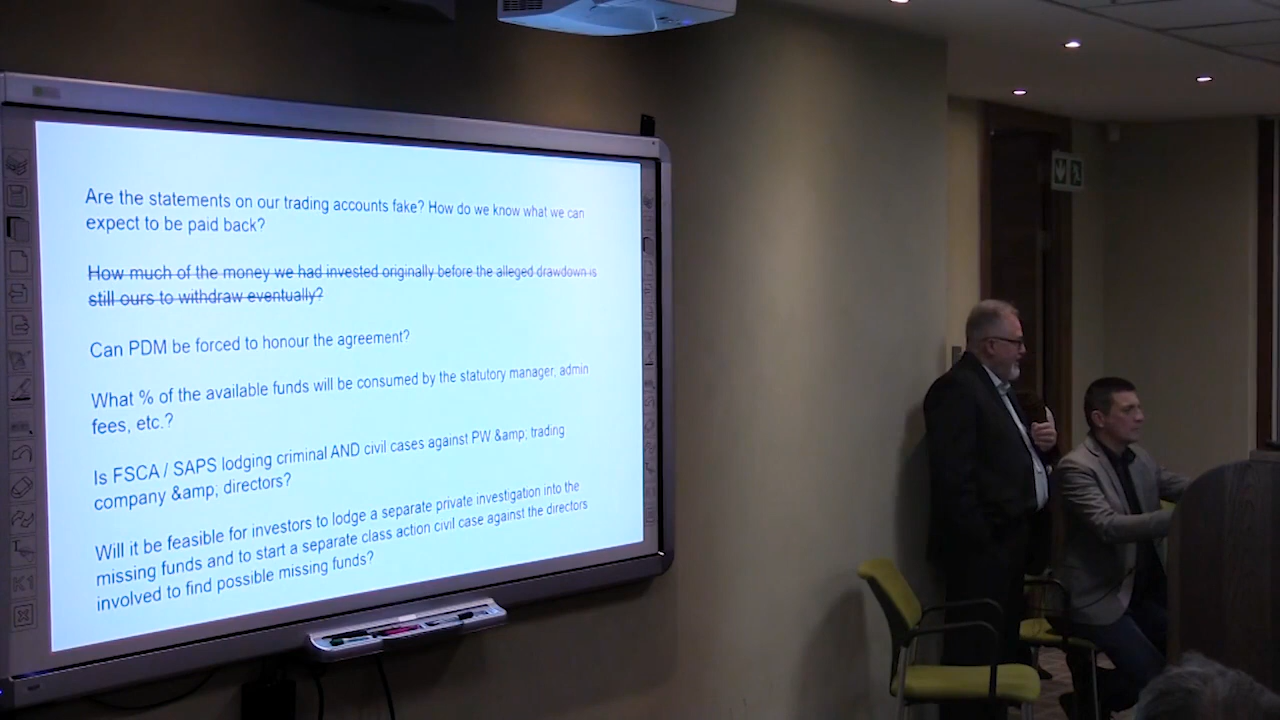 Are the statements on our trading accounts fake? How do we know what we can
expect to be paid back?
How much of the money we had invested originally before the alleged drawdown is
still ours to withdraw eventually?
Can PDM be forced to honour the agreement?
What % of the available funds will be consumed by the statutory manager, admin
fees, etc.?
Is FSCA / SAPS lodging criminal AND civil cases against PW &amp; trading
company &amp; directors?
Will it be feasible for investors to lodge a separate private investigation into the
missing funds and to start a separate class action civil case against the directors
involved to find possible missing funds?